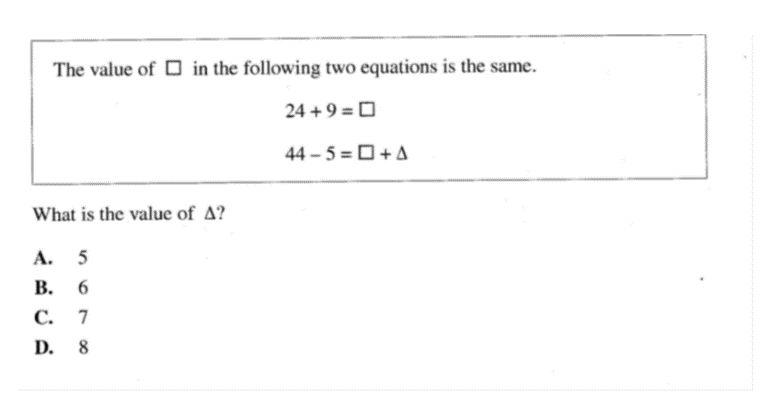 The value of □ in the following two equations is the same.
24 + 9 = □
44 – 5 = □ + Δ
What is the value of Δ?
A. 5
B. 6
C. 7
D. 8